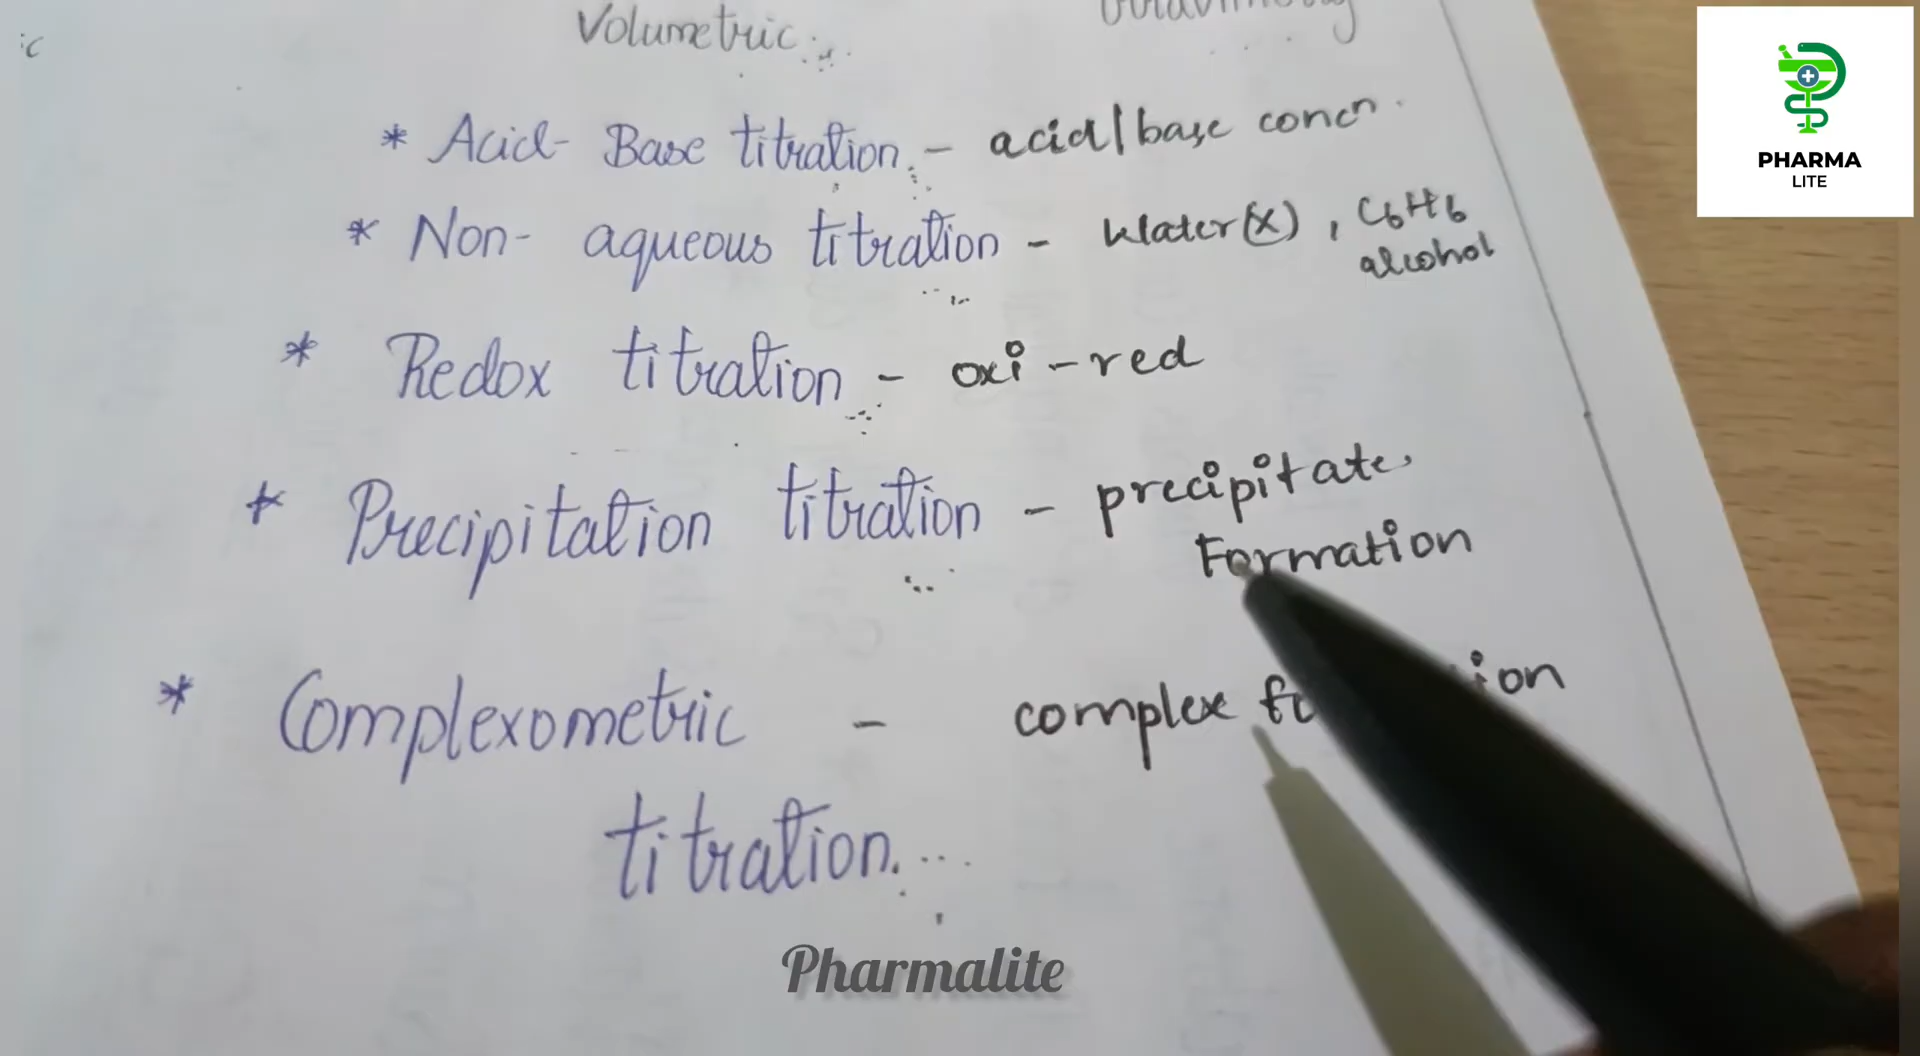 Volumetric
* Acid- Base titration. - acid/base concn.
* Non- aqueous titration - Water(x), C6H6
alcohol
* Redox titration - oxi-red
* Precipitation titration - precipitate
Formation
* Complexometric - complex
titration.
PHARMA
LITE
Pharmalite